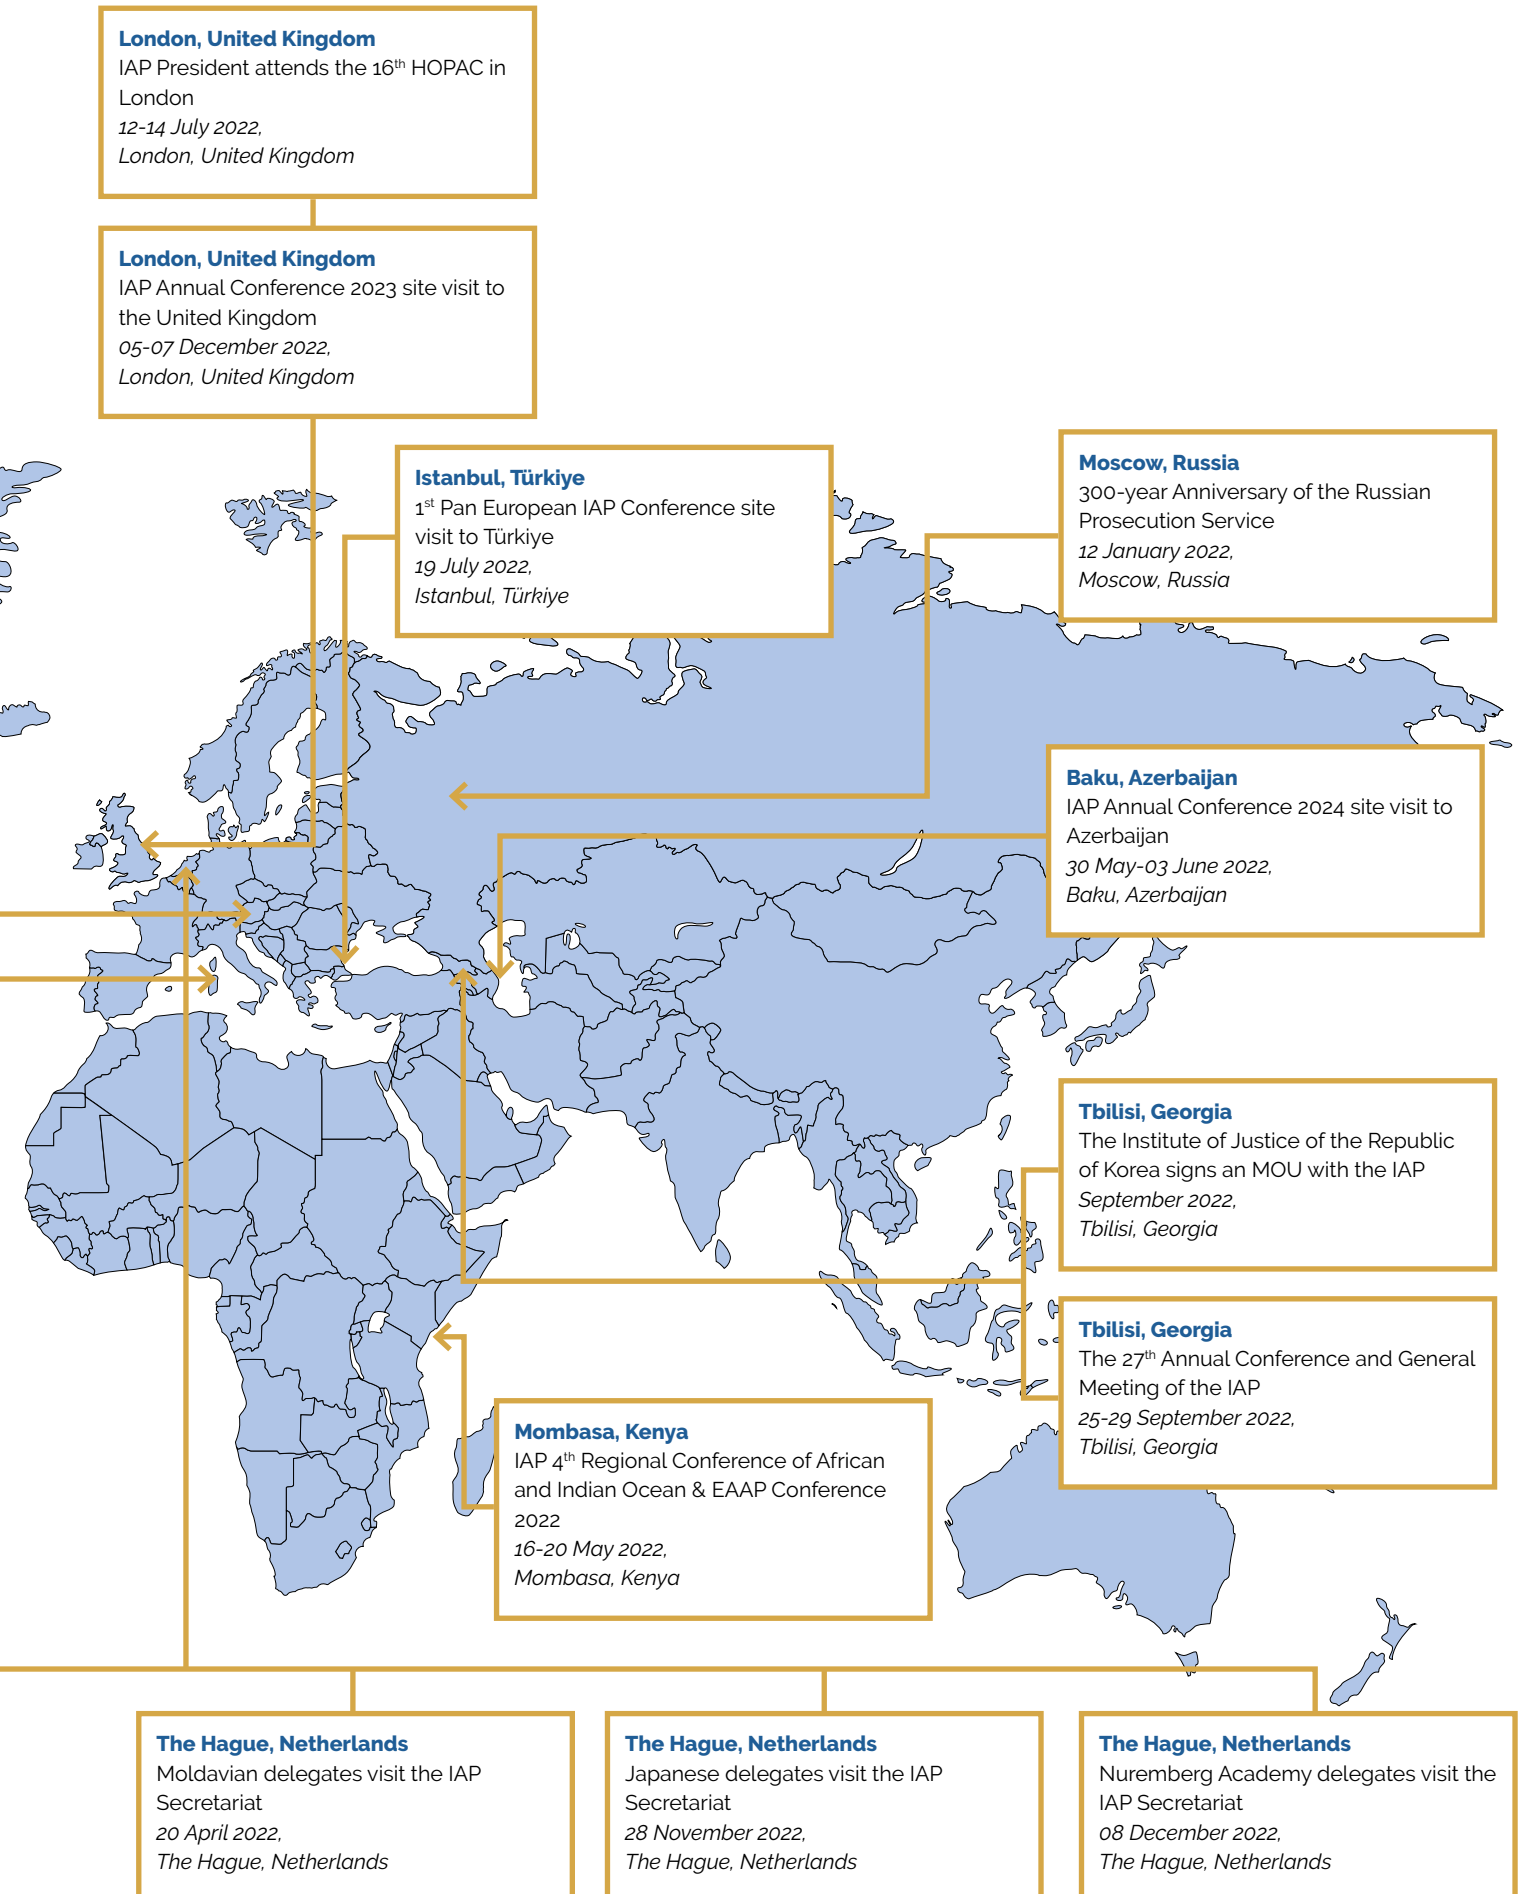 London, United Kingdom
IAP President attends the 16th HOPAC in
London
12-14 July 2022,
London, United Kingdom
London, United Kingdom
IAP Annual Conference 2023 site visit to
the United Kingdom
05-07 December 2022,
London, United Kingdom
Istanbul, Türkiye
1st Pan European IAP Conference site
visit to Türkiye
19 July 2022,
Istanbul, Türkiye
Moscow, Russia
300-year Anniversary of the Russian
Prosecution Service
12 January 2022,
Moscow, Russia
Baku, Azerbaijan
IAP Annual Conference 2024 site visit to
Azerbaijan
30 May-03 June 2022,
Baku, Azerbaijan
Tbilisi, Georgia
The Institute of Justice of the Republic
of Korea signs an MOU with the IAP
September 2022,
Tbilisi, Georgia
Tbilisi, Georgia
The 27th Annual Conference and General
Meeting of the IAP
25-29 September 2022,
Tbilisi, Georgia
Mombasa, Kenya
IAP 4th Regional Conference of African
and Indian Ocean & EAAP Conference
2022
16-20 May 2022,
Mombasa, Kenya
The Hague, Netherlands
Moldavian delegates visit the IAP
Secretariat
20 April 2022,
The Hague, Netherlands
The Hague, Netherlands
Japanese delegates visit the IAP
Secretariat
28 November 2022,
The Hague, Netherlands
The Hague, Netherlands
Nuremberg Academy delegates visit the
IAP Secretariat
08 December 2022,
The Hague, Netherlands